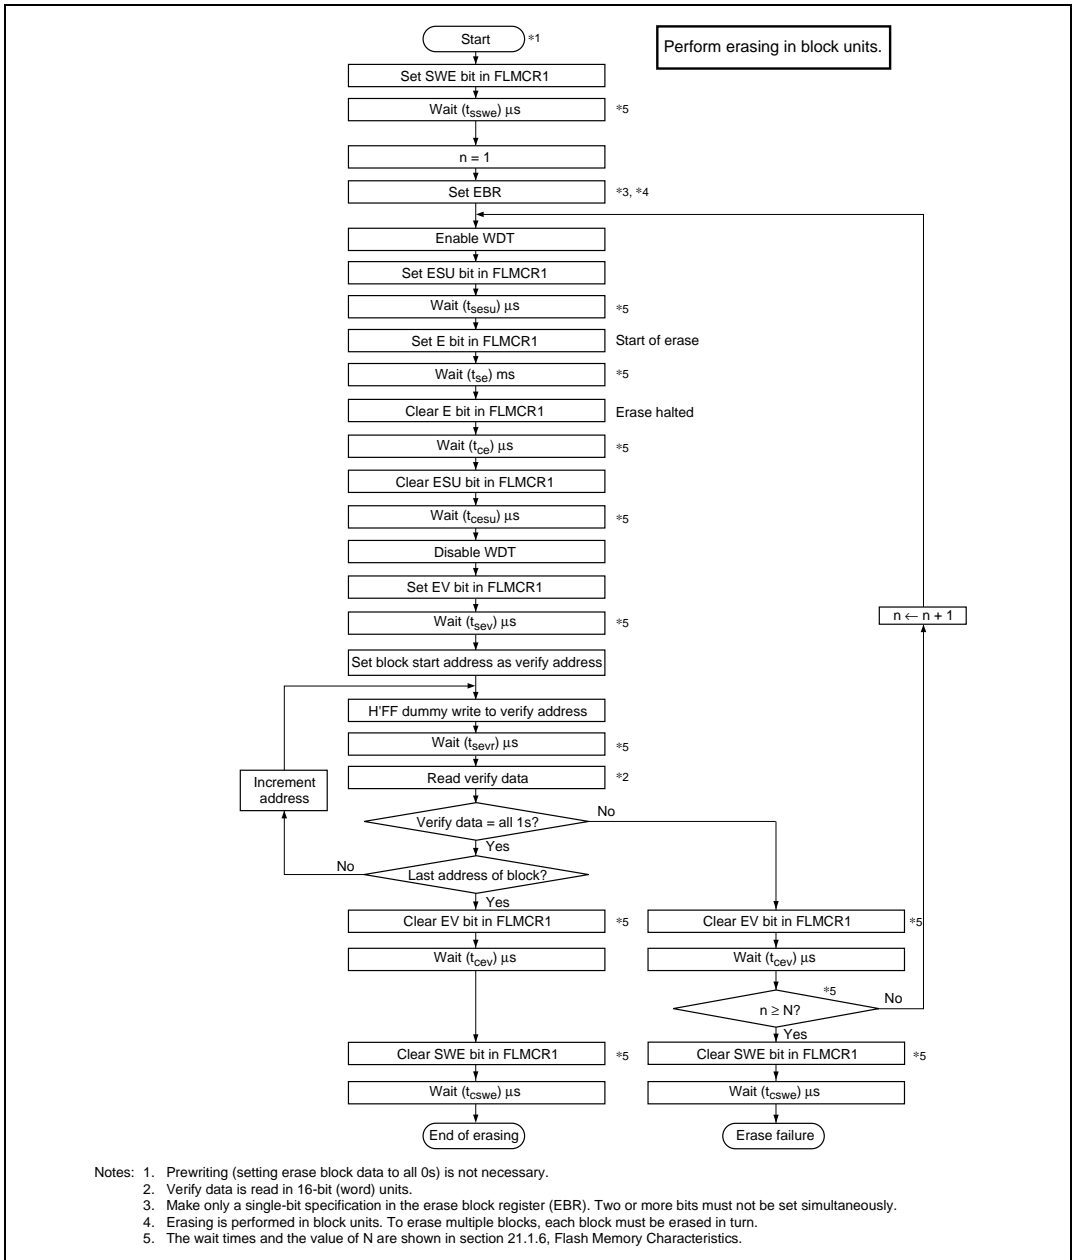 Start *1
Perform erasing in block units.
Set SWE bit in FLMCR1
Wait (tsswe) μs *5
n = 1
Set EBR *3, *4
Enable WDT
Set ESU bit in FLMCR1
Wait (tsesu) μs *5
Set E bit in FLMCR1 Start of erase
Wait (tse) ms *5
Clear E bit in FLMCR1 Erase halted
Wait (tce) μs *5
Clear ESU bit in FLMCR1
Wait (tcesu) μs *5
Disable WDT
Set EV bit in FLMCR1
Wait (tsev) μs *5
n ← n + 1
Set block start address as verify address
H'FF dummy write to verify address
Wait (tsevr) μs *5
Increment
address
Read verify data *2
Verify data = all 1s?
No
Yes
Last address of block?
No
Yes
Clear EV bit in FLMCR1 *5
Clear EV bit in FLMCR1 *5
Wait (tcev) μs
Wait (tcev) μs
*5
n ≥ N?
No
Yes
Clear SWE bit in FLMCR1 *5
Clear SWE bit in FLMCR1 *5
Wait (tcswe) μs
Wait (tcswe) μs
End of erasing
Erase failure
Notes: 1. Prewriting (setting erase block data to all 0s) is not necessary.
2. Verify data is read in 16-bit (word) units.
3. Make only a single-bit specification in the erase block register (EBR). Two or more bits must not be set simultaneously.
4. Erasing is performed in block units. To erase multiple blocks, each block must be erased in turn.
5. The wait times and the value of N are shown in section 21.1.6, Flash Memory Characteristics.